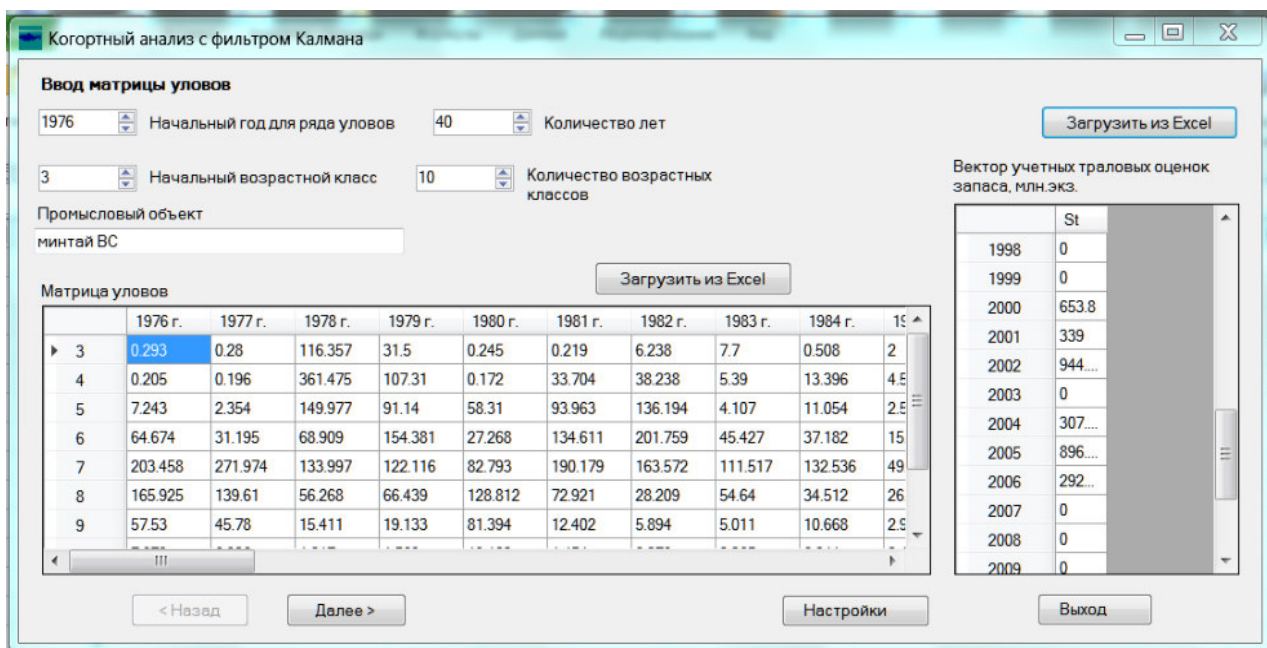 Когортный анализ с фильтром Калмана
Ввод матрицы уловов
1976 Начальный год для ряда уловов 40 Количество лет
Загрузить из Excel
3 Начальный возрастной класс 10 Количество возрастных
классов
Промысловый объект
минтай ВС
Загрузить из Excel
Матрица уловов
1976 г. 1977 г. 1978 г. 1979 г. 1980 г. 1981 г. 1982 г. 1983 г. 1984 г.
3 0.293 0.28 116.357 31.5 0.245 0.219 6.238 7.7 0.508 2
4 0.205 0.196 361.475 107.31 0.172 33.704 38.238 5.39 13.396
5 7.243 2.354 149.977 91.14 58.31 93.963 136.194 4.107 11.054
6 64.674 31.195 68.909 154.381 27.268 134.611 201.759 45.427 37.182 15
7 203.458 271.974 133.997 122.116 82.793 190.179 163.572 111.517 132.536 49
8 165.925 139.61 56.268 66.439 128.812 72.921 28.209 54.64 34.512 26
9 57.53 45.78 15.411 19.133 81.394 12.402 5.894 5.011 10.668
Вектор учетных траловых оценок
запаса, млн.экз.
St
1998 0
1999 0
2000 653.8
2001 339
2002 944....
2003 0
2004 307....
2005 896....
2006 292...
2007 0
2008 0
2009 0
< Назад Далее > Настройки Выход